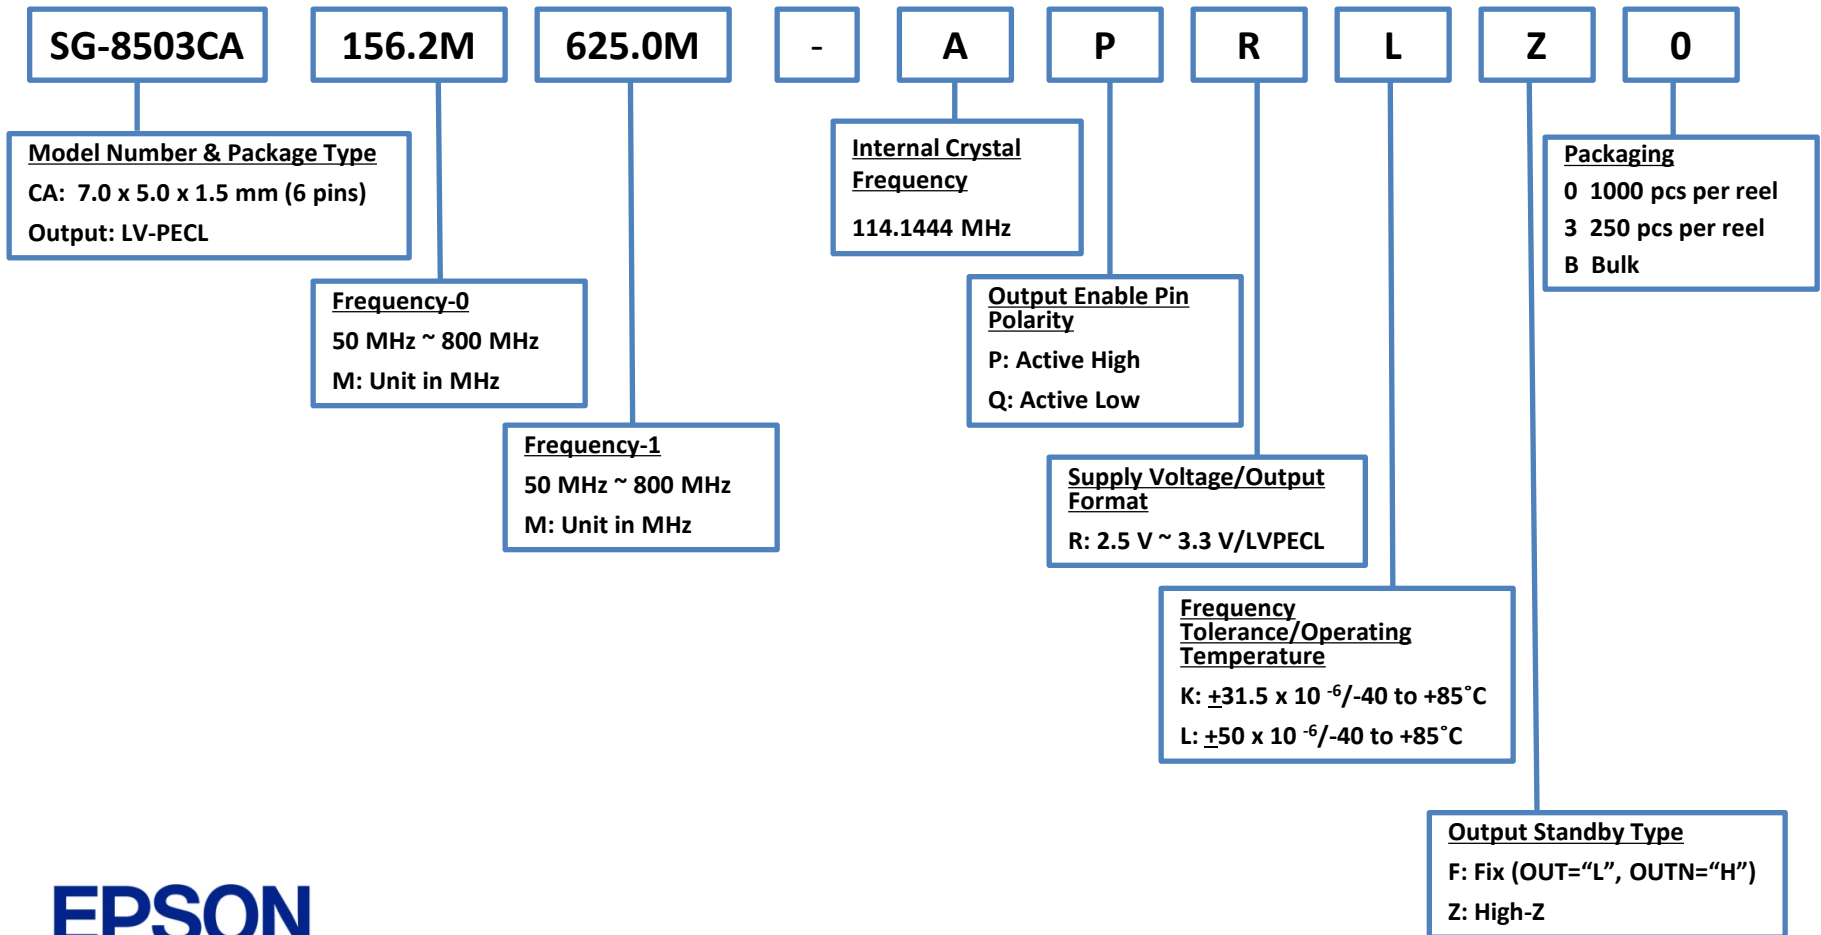 SG-8503CA 156.2M 625.0M - A P R L Z 0
Model Number & Package Type
CA: 7.0 x 5.0 x 1.5 mm (6 pins)
Output: LV-PECL
Frequency-0
50 MHz ~ 800 MHz
M: Unit in MHz
Frequency-1
50 MHz ~ 800 MHz
M: Unit in MHz
Internal Crystal
Frequency
114.1444 MHz
Output Enable Pin
Polarity
P: Active High
Q: Active Low
Supply Voltage/Output
Format
R: 2.5 V ~ 3.3 V/LVPECL
Frequency
Tolerance/Operating
Temperature
K: ±31.5 x 10 ⁻⁶/-40 to +85˚C
L: ±50 x 10 ⁻⁶/-40 to +85˚C
Output Standby Type
F: Fix (OUT=“L”, OUTN=“H”)
Z: High-Z
Packaging
0 1000 pcs per reel
3 250 pcs per reel
B Bulk
EPSON